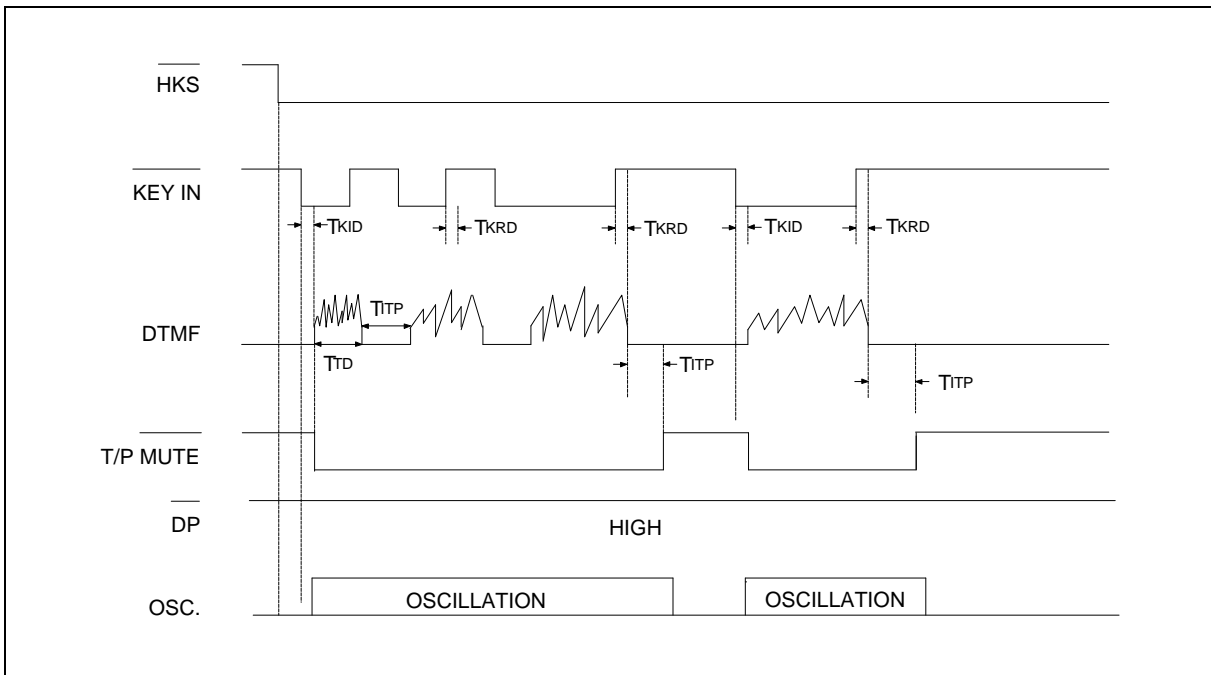 HKS
KEY IN
TKID
TKRD
TKRD
TKID
TKRD
DTMF
TITP
TTD
TITP
TITP
T/P MUTE
DP
HIGH
OSC.
OSCILLATION
OSCILLATION